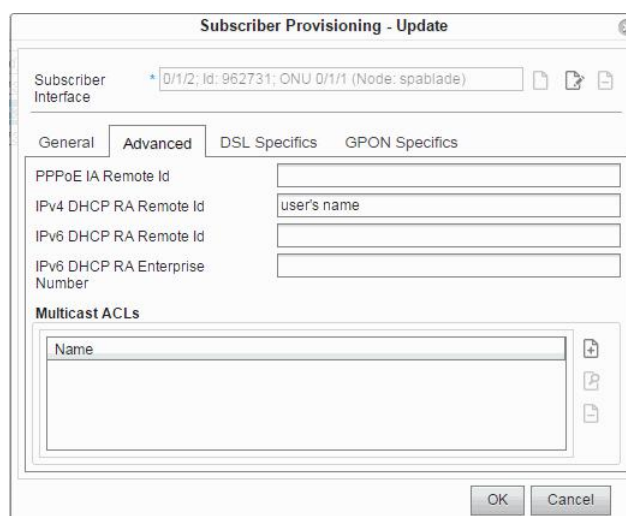 Subscriber Provisioning - Update
Subscriber Interface
* 0/1/2; Id: 962731; ONU 0/1/1 (Node: spablade)
General Advanced DSL Specifics GPON Specifics
PPPoE IA Remote Id
IPv4 DHCP RA Remote Id user's name
IPv6 DHCP RA Remote Id
IPv6 DHCP RA Enterprise
Number
Multicast ACLs
Name
OK Cancel